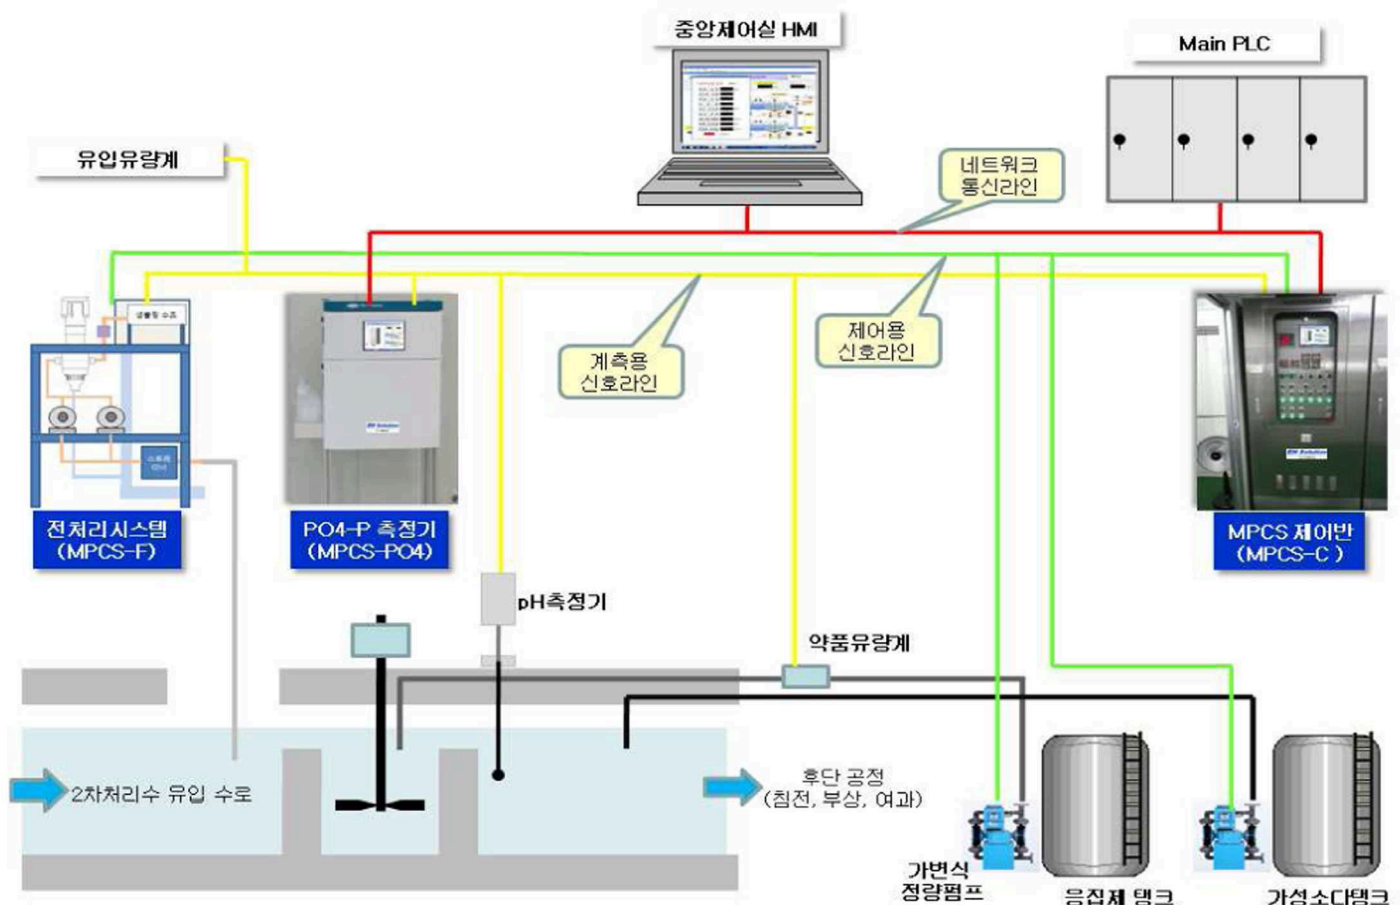 중앙제어실 HMI
Main PLC
유입유량계
네트워크
통신라인
계측용
신호라인
제어용
신호라인
샘플링 수조
전처리시스템
(MPCS-F)
PO4-P 측정기
(MPCS-PO4)
MPCS 제어반
(MPCS-C )
pH측정기
약품유량계
2차처리수 유입 수로
후단 공정
(침전, 부상, 여과)
가변식
정량펌프
응집제 탱크
가성소다탱크